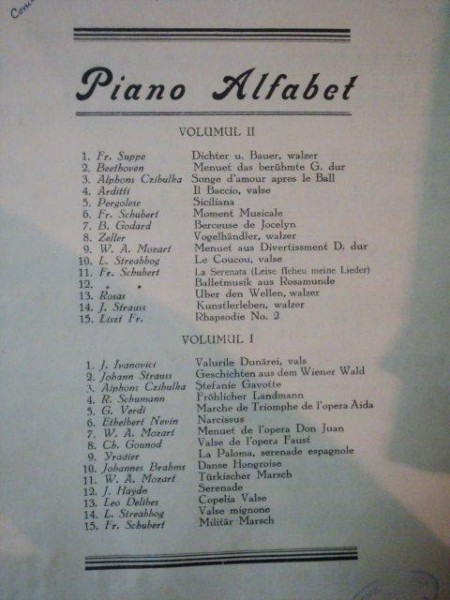 Piano Alfabet
VOLUMUL II
1. Fr. Suppe Dichter u. Bauer, walzer
2. Beethoven Menuet das berühmte G. dur
3. Alphons Czibulka Songe d'amour apres le Ball
4. Arditti Il Baccio, valse
5. Pergolese Siciliana
6. Fr. Schubert Moment Musicale
7. B. Godard Berceuse de Jocelyn
8. Zeller Vogelhändler, walzer
9. W. A. Mozart Menuet aus Divertissment D. dur
10. L. Streabbog Le Coucou, valse
11. Fr. Schubert La Serenata (Leise fleheu meine Lieder)
12. " " Balletmusik aus Rosamunde
13. Rosas Uber den Wellen, walzer
14. J. Strauss Kunstlerleben, walzer
15. Liszt Fr. Rhapsodie No. 2
VOLUMUL I
1. J. Ivanovici Valurile Dunărei, vals
2. Johann Strauss Geschichten aus dem Wiener Wald
3. Alphons Czibulka Ștefanie Gavotte
4. R. Schumann Fröhlicher Landmann
5. G. Verdi Marche de Triomphe de l'opera Aida
6. Ethelbert Nevin Narcissus
7. W. A. Mozart Menuet de l'opera Don Juan
8. Ch. Gounod Valse de l'opera Faust
9. Yradier La Paloma, serenade espagnole
10. Johannes Brahms Danse Hongroise
11. W. A. Mozart Türkischer Marsch
12. J. Haydn Serenade
13. Leo Delibes Copelia Valse
14. L. Streabbog Valse mignone
15. Fr. Schubert Militär Marsch